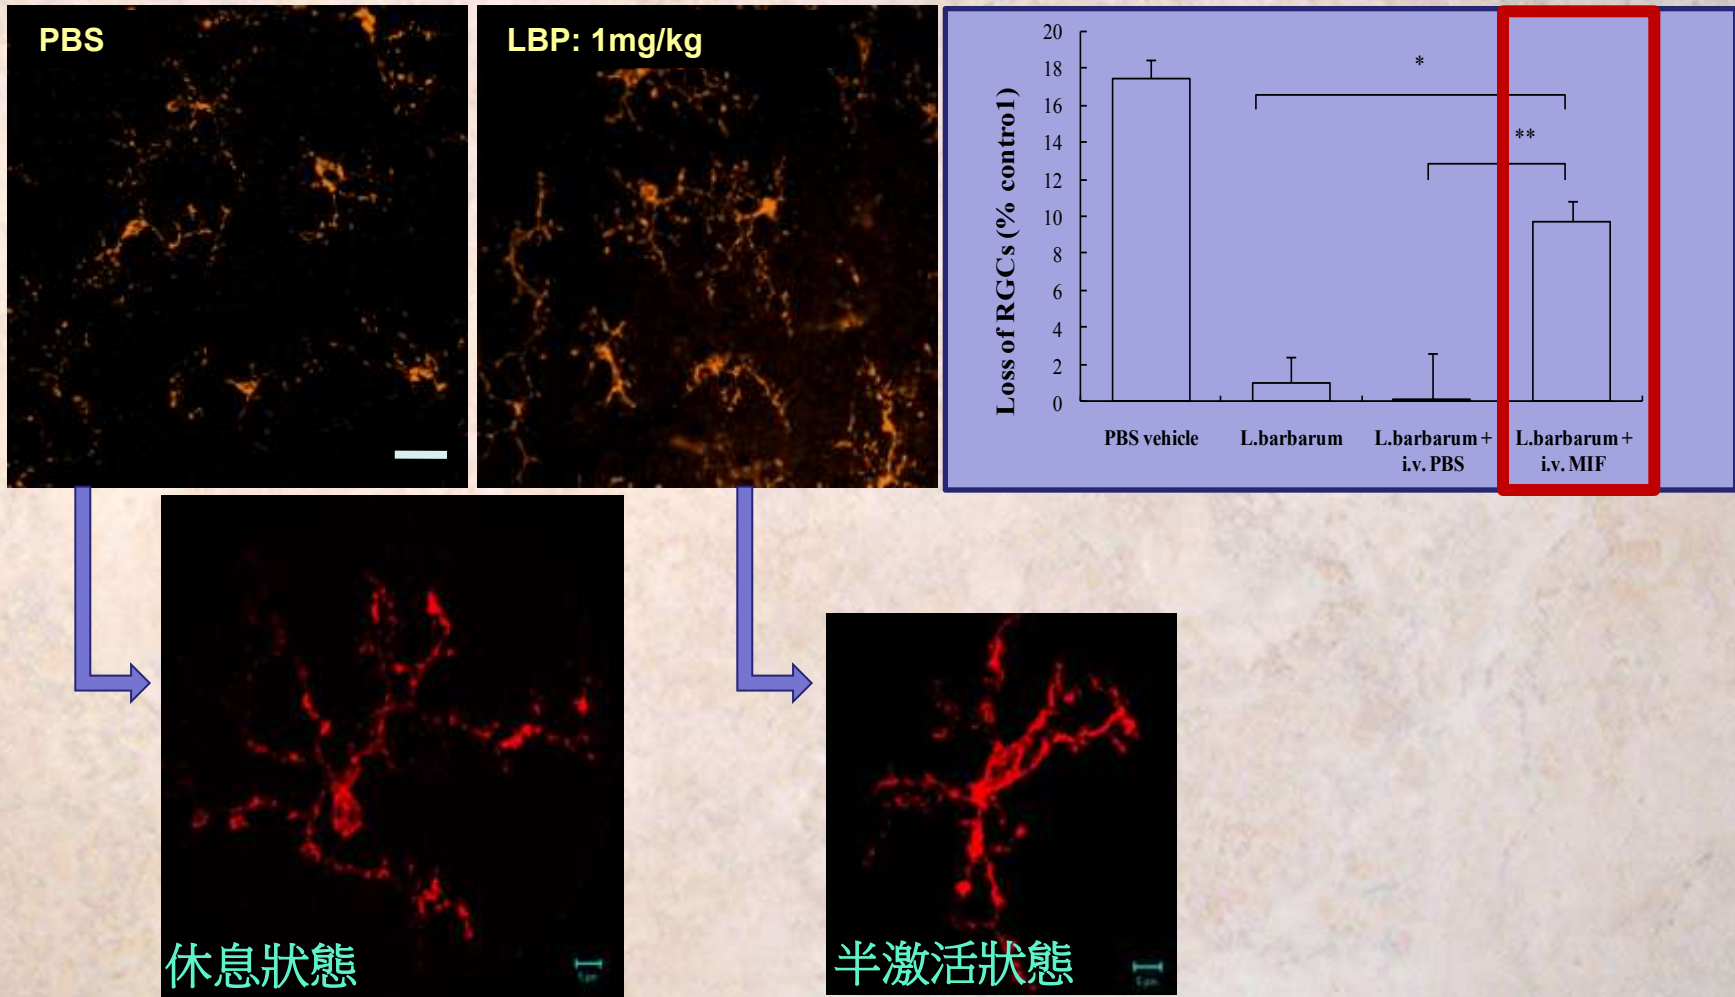 PBS
LBP: 1mg/kg
Loss of RGCs (% control)
20
18
16
14
12
10
8
6
4
2
0
*
**
PBS vehicle
L.barbarum
L.barbarum +
i.v. PBS
L.barbarum +
i.v. MIF
休息狀態
半激活狀態